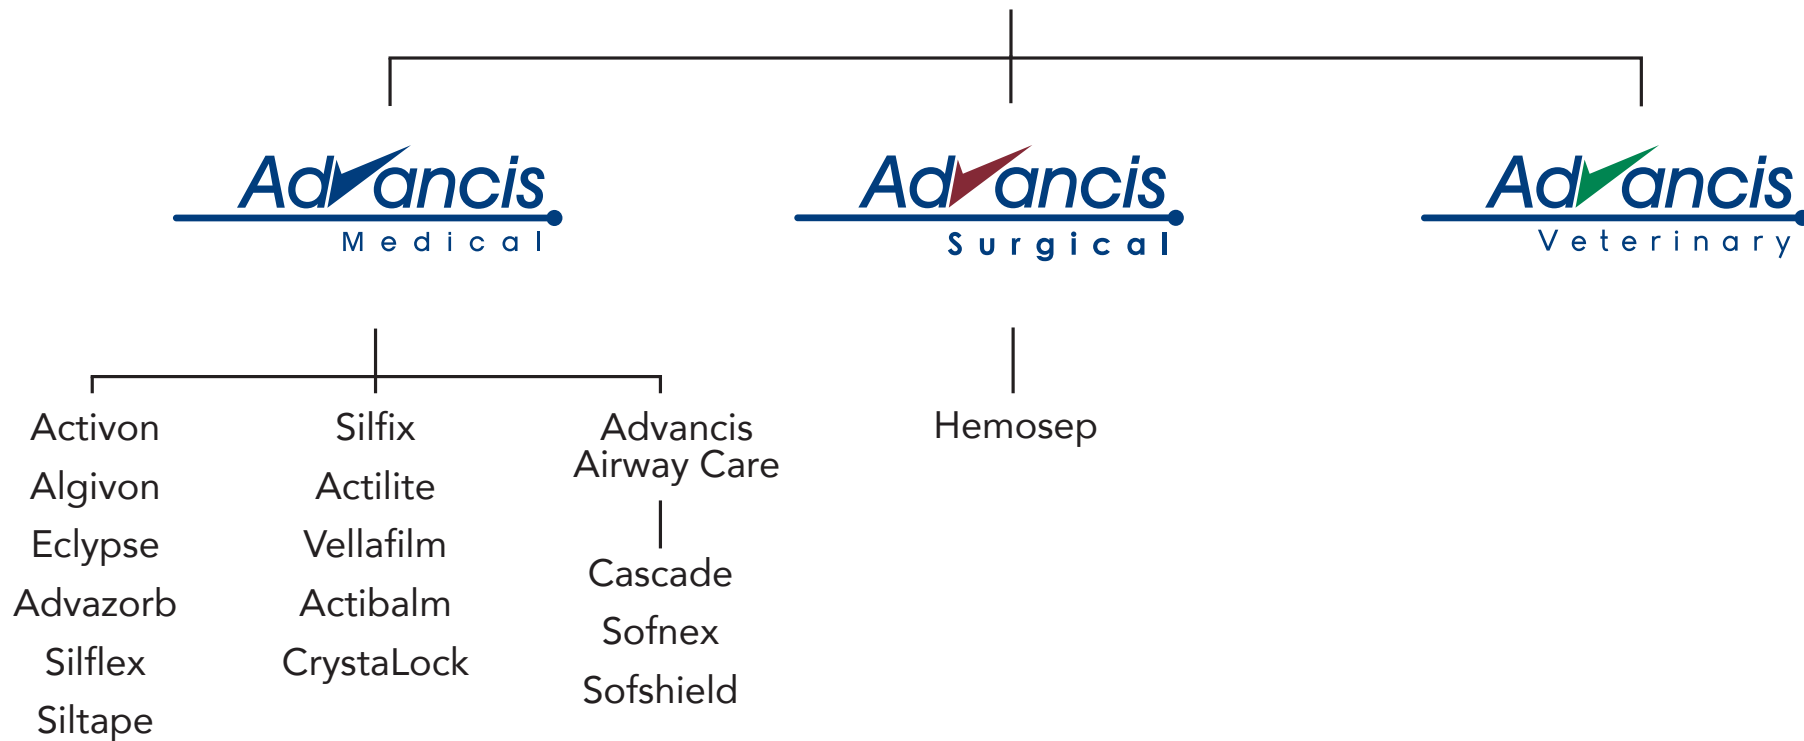 Advancis
Medical
Advancis
Surgical
Advancis
Veterinary
Activon
Algivon
Eclypse
Advazorb
Silflex
Siltape
Silfix
Actilite
Vellafilm
Actibalm
CrystaLock
Advancis
Airway Care
Cascade
Sofnex
Sofshield
Hemosep